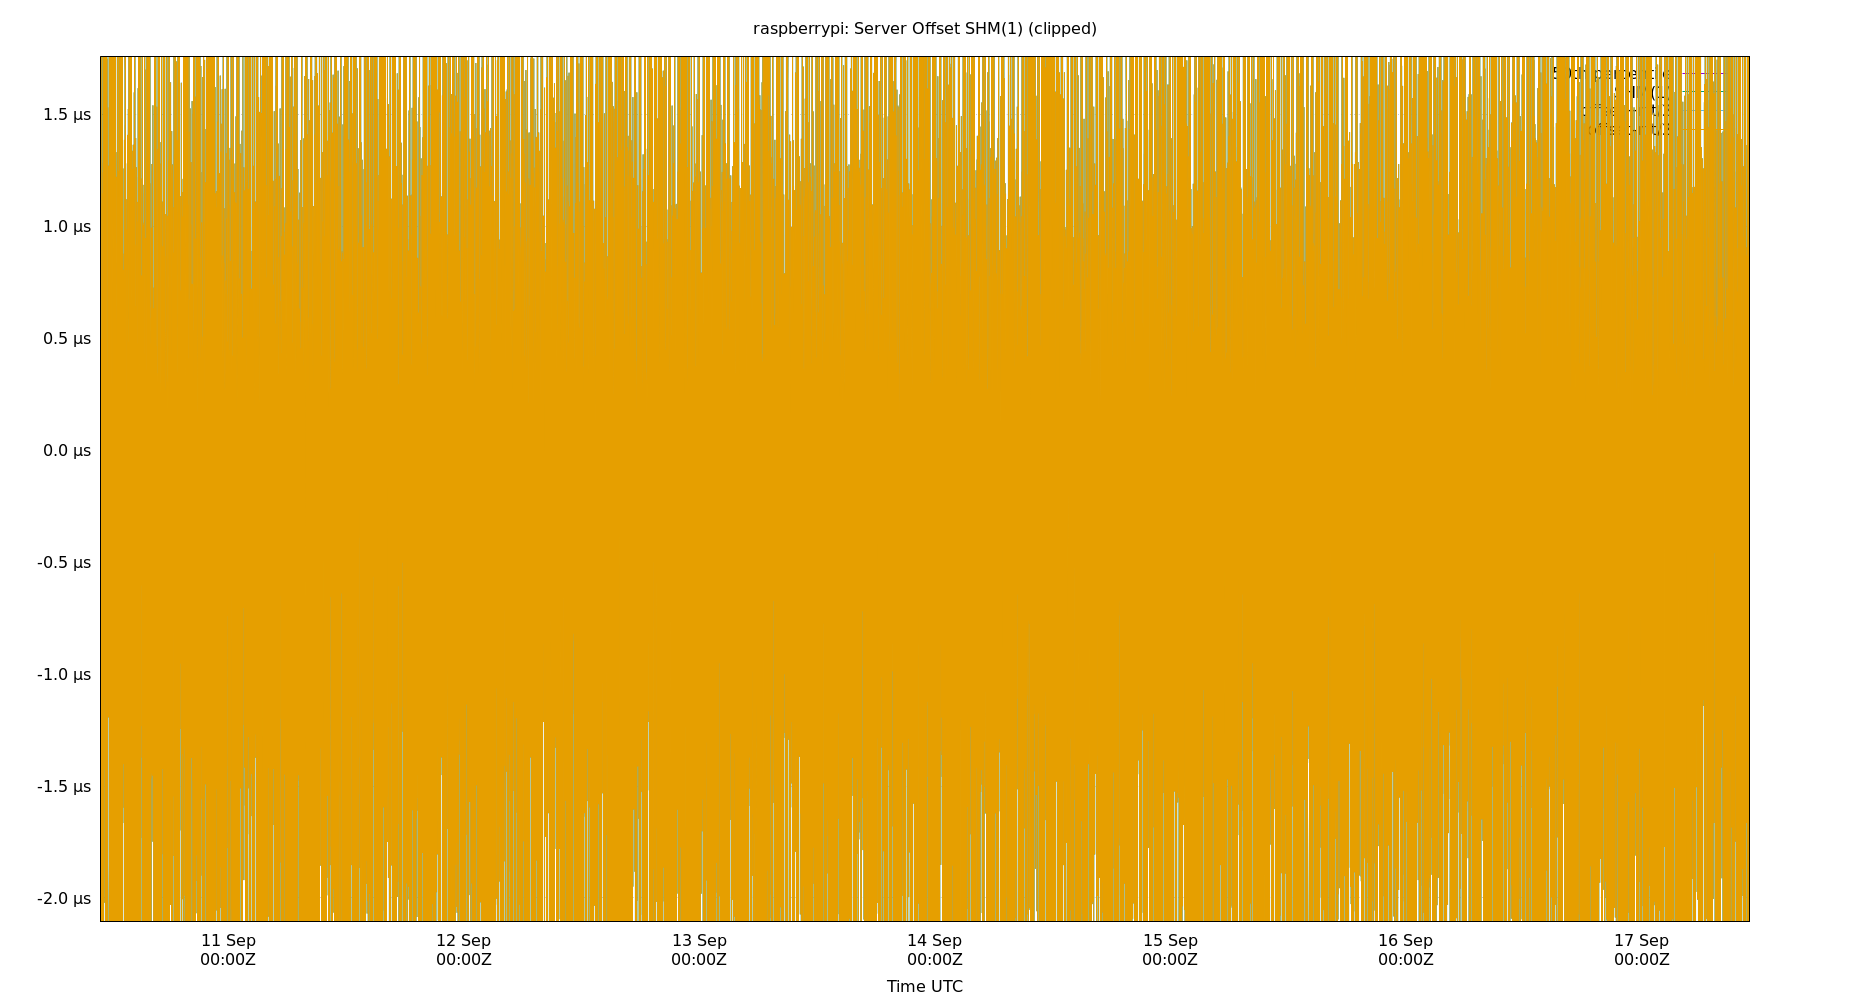 raspberrypi: Server Offset SHM(1) (clipped)
1.5 µs
1.0 µs
0.5 µs
0.0 µs
-0.5 µs
-1.0 µs
-1.5 µs
-2.0 µs
11 Sep 12 Sep 13 Sep 14 Sep 15 Sep 16 Sep 17 Sep
00:00Z 00:00Z 00:00Z 00:00Z 00:00Z 00:00Z 00:00Z
Time UTC